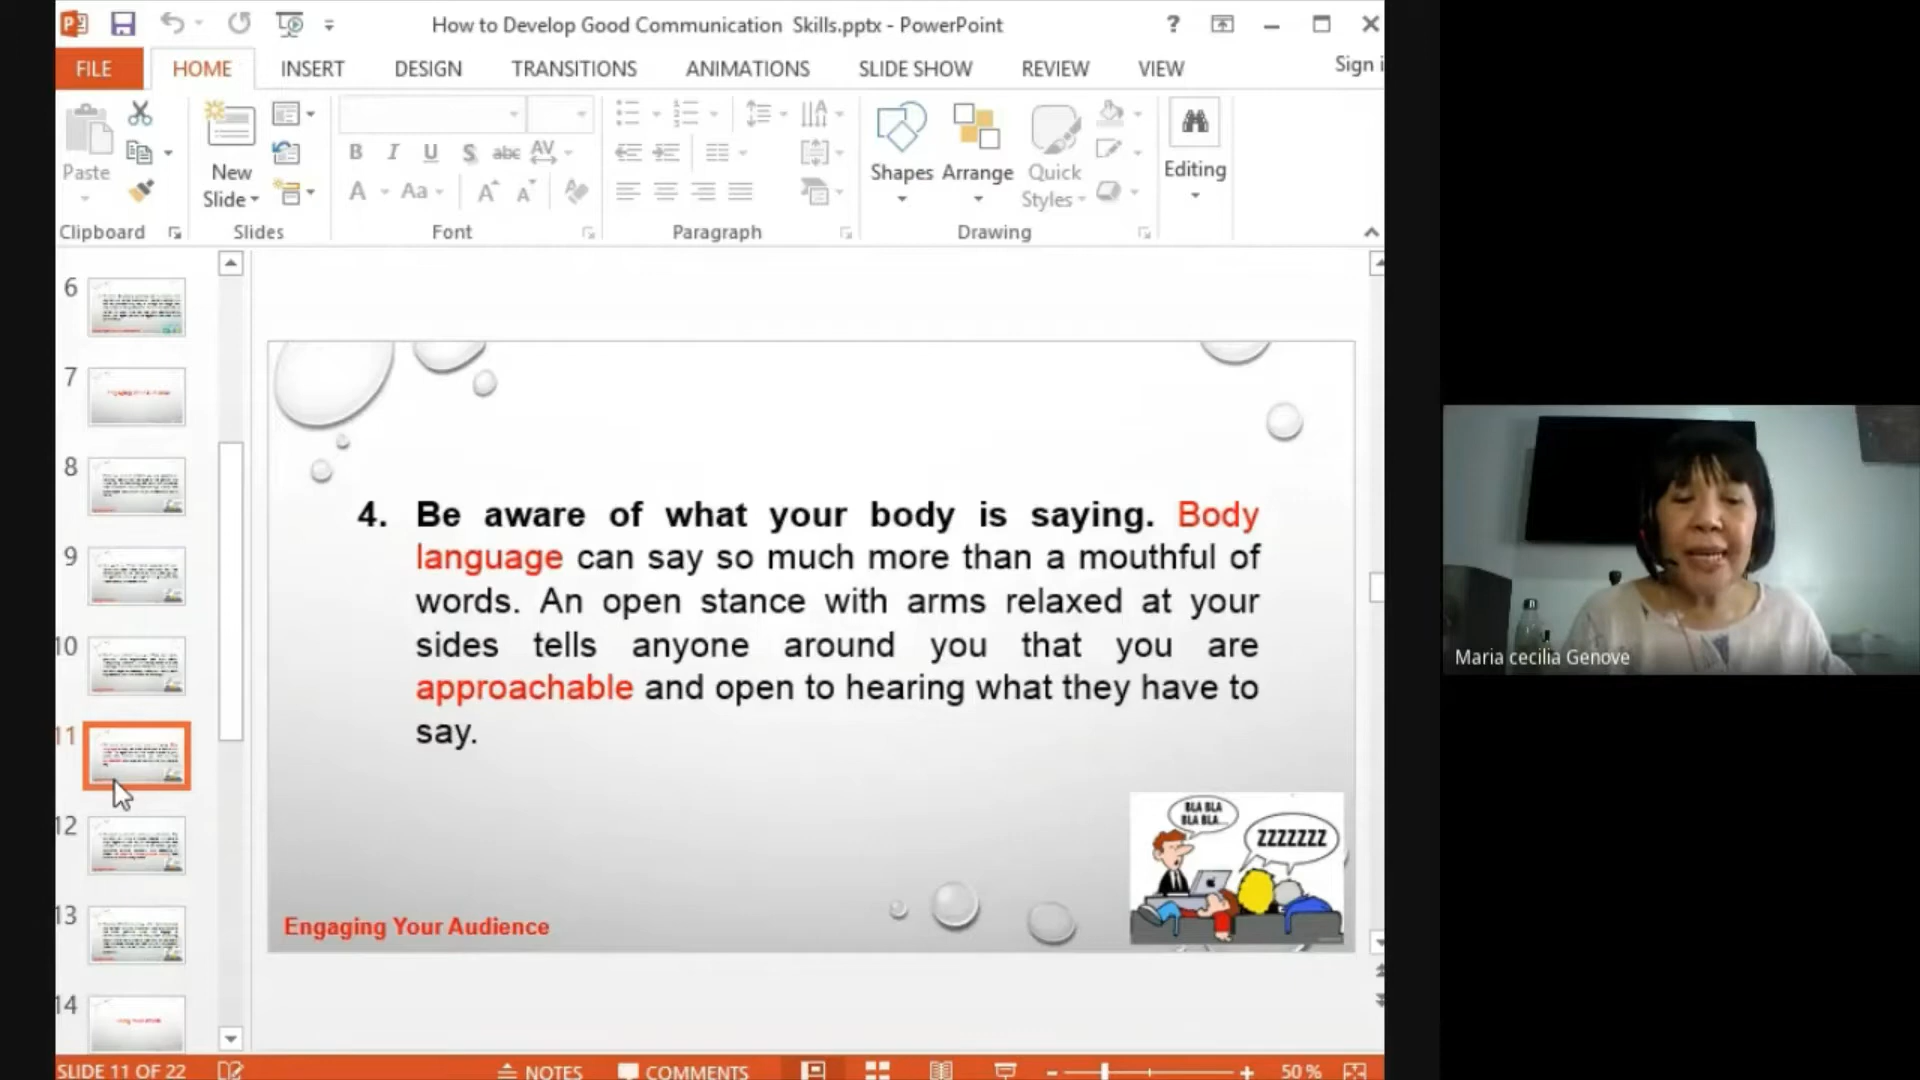 How to Develop Good Communication Skills.pptx - PowerPoint
?
FILE HOME INSERT DESIGN TRANSITIONS ANIMATIONS SLIDE SHOW REVIEW VIEW Sign i
Paste
New
Slide
B I U S abc AV
A Aa A A
Shapes Arrange Quick
Styles
Editing
Clipboard Slides Font Paragraph Drawing
6
7
8
9
10
11
12
13
14
4. Be aware of what your body is saying. Body
language can say so much more than a mouthful of
words. An open stance with arms relaxed at your
sides tells anyone around you that you are
approachable and open to hearing what they have to
say.
BLA BLA
BLA BLA...
ZZZZZZZ
Engaging Your Audience
Maria cecilia Genove
SLIDE 11 OF 22 NOTES COMMENTS 50 %